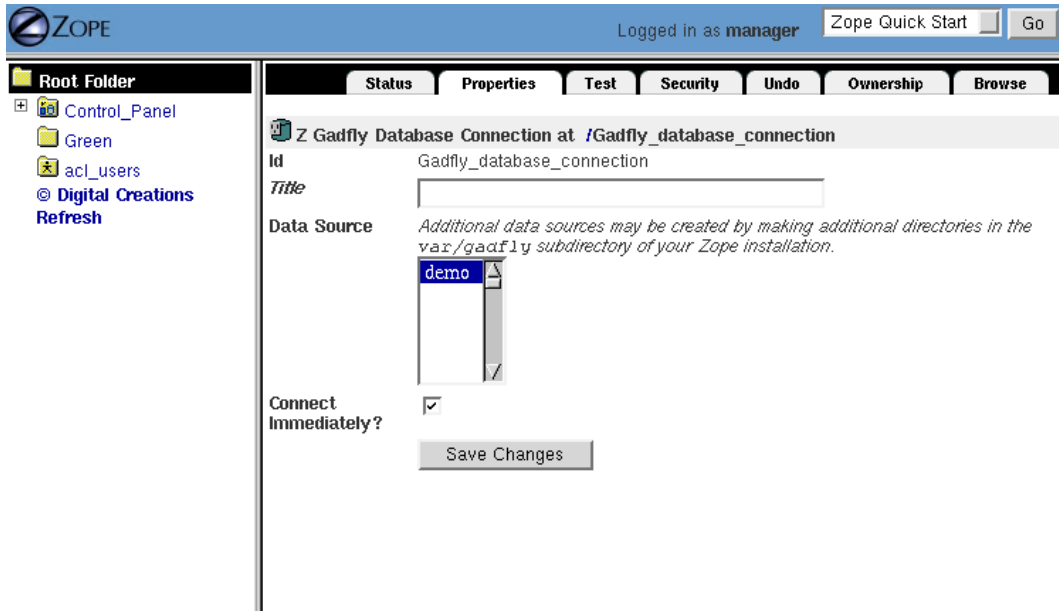 ZOPE
Logged in as manager
Zope Quick Start
Go
Root Folder
Control_Panel
Green
acl_users
© Digital Creations
Refresh
Status Properties Test Security Undo Ownership Browse
Z Gadfly Database Connection at /Gadfly_database_connection
Id Gadfly_database_connection
Title
Data Source Additional data sources may be created by making additional directories in the
var/gadfly subdirectory of your Zope installation.
demo
Connect
Immediately?
Save Changes